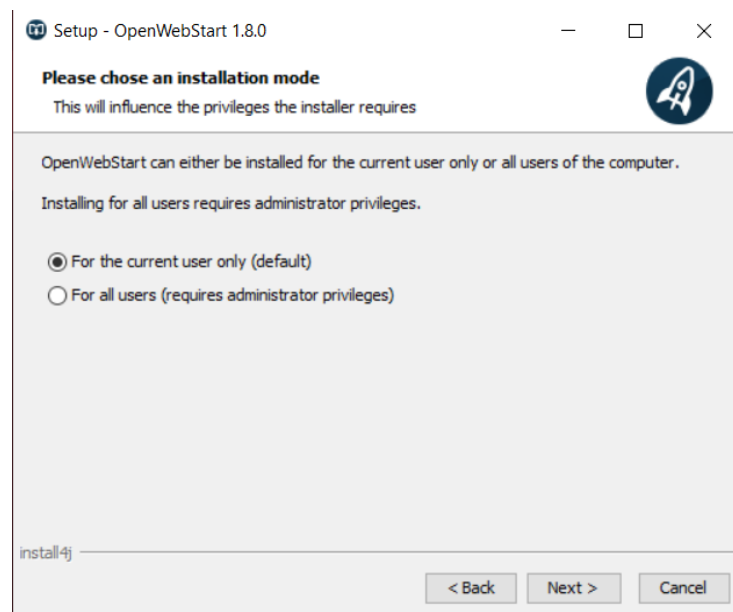 Setup - OpenWebStart 1.8.0
Please chose an installation mode
This will influence the privileges the installer requires
OpenWebStart can either be installed for the current user only or all users of the computer.
Installing for all users requires administrator privileges.
For the current user only (default)
For all users (requires administrator privileges)
install4j
< Back Next > Cancel